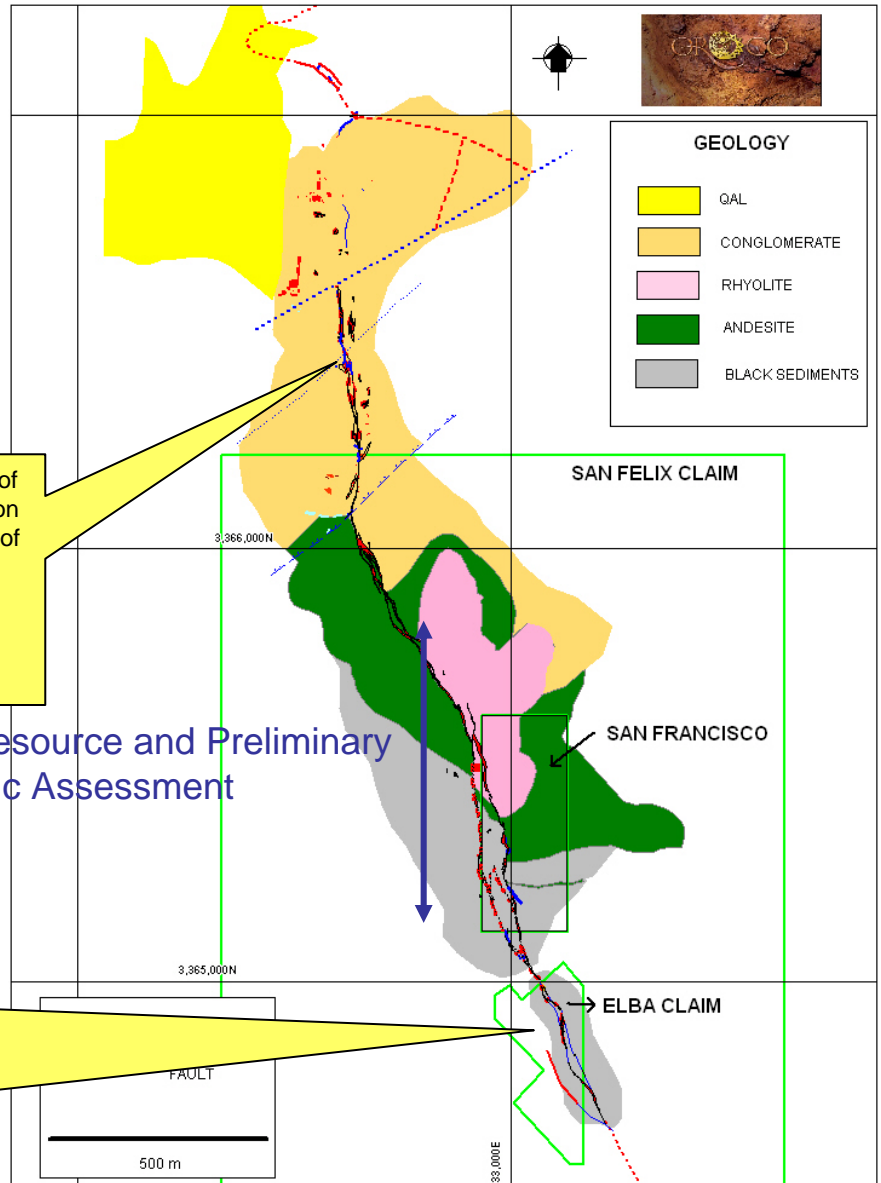 OROSCO
GEOLOGY
QAL
CONGLOMERATE
RHYOLITE
ANDESITE
BLACK SEDIMENTS
of
on
of
SAN FELIX CLAIM
3,366,000N
SAN FRANCISCO
esource and Preliminary
c Assessment
3,365,000N
ELBA CLAIM
FAULT
500 m
33,000E